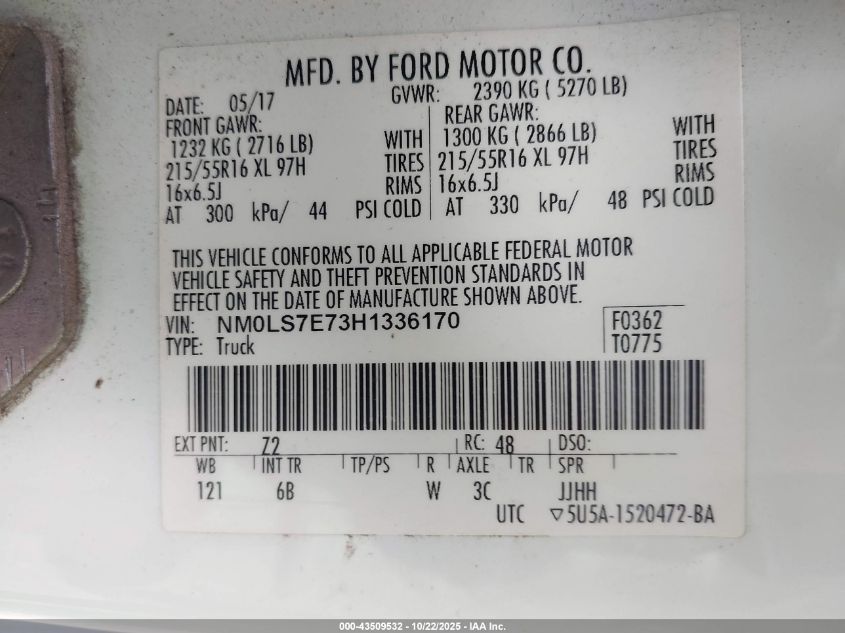 MFD. BY FORD MOTOR CO.
DATE: 05/17 GVWR: 2390 KG ( 5270 LB)
FRONT GAWR: REAR GAWR:
1232 KG ( 2716 LB) WITH 1300 KG ( 2866 LB) WITH
215/55R16 XL 97H TIRES 215/55R16 XL 97H TIRES
16x6.5J RIMS 16x6.5J RIMS
AT 300 kPa/ 44 PSI COLD AT 330 kPa/ 48 PSI COLD
THIS VEHICLE CONFORMS TO ALL APPLICABLE FEDERAL MOTOR
VEHICLE SAFETY AND THEFT PREVENTION STANDARDS IN
EFFECT ON THE DATE OF MANUFACTURE SHOWN ABOVE.
VIN: NM0LS7E73H1336170 F0362
TYPE: Truck T0775
EXT PNT: Z2 RC: 48 DSO:
WB INT TR TP/PS R AXLE TR SPR
121 6B W 3C JJHH
UTC ▽5U5A-1520472-BA
000-43509532 - 10/22/2025 - IAA Inc.